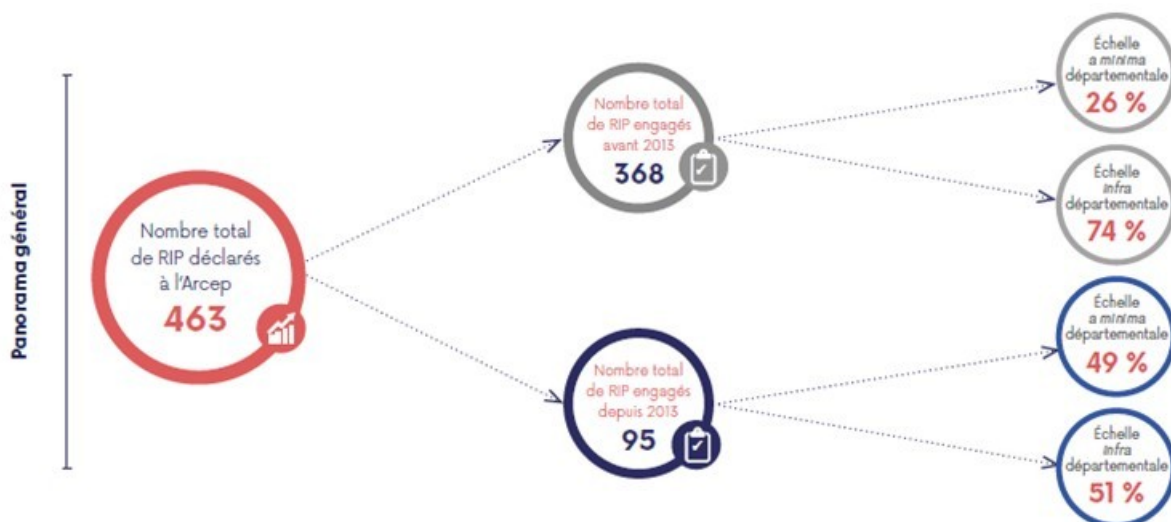 Panorama général
Nombre total
de RIP déclarés
à l'Arcep
463
Nombre total
de RIP engagés
avant 2013
368
Échelle
a minima
départementale
26 %
Échelle
infra
départementale
74 %
Nombre total
de RIP engagés
depuis 2013
95
Échelle
a minima
départementale
49 %
Échelle
infra
départementale
51 %